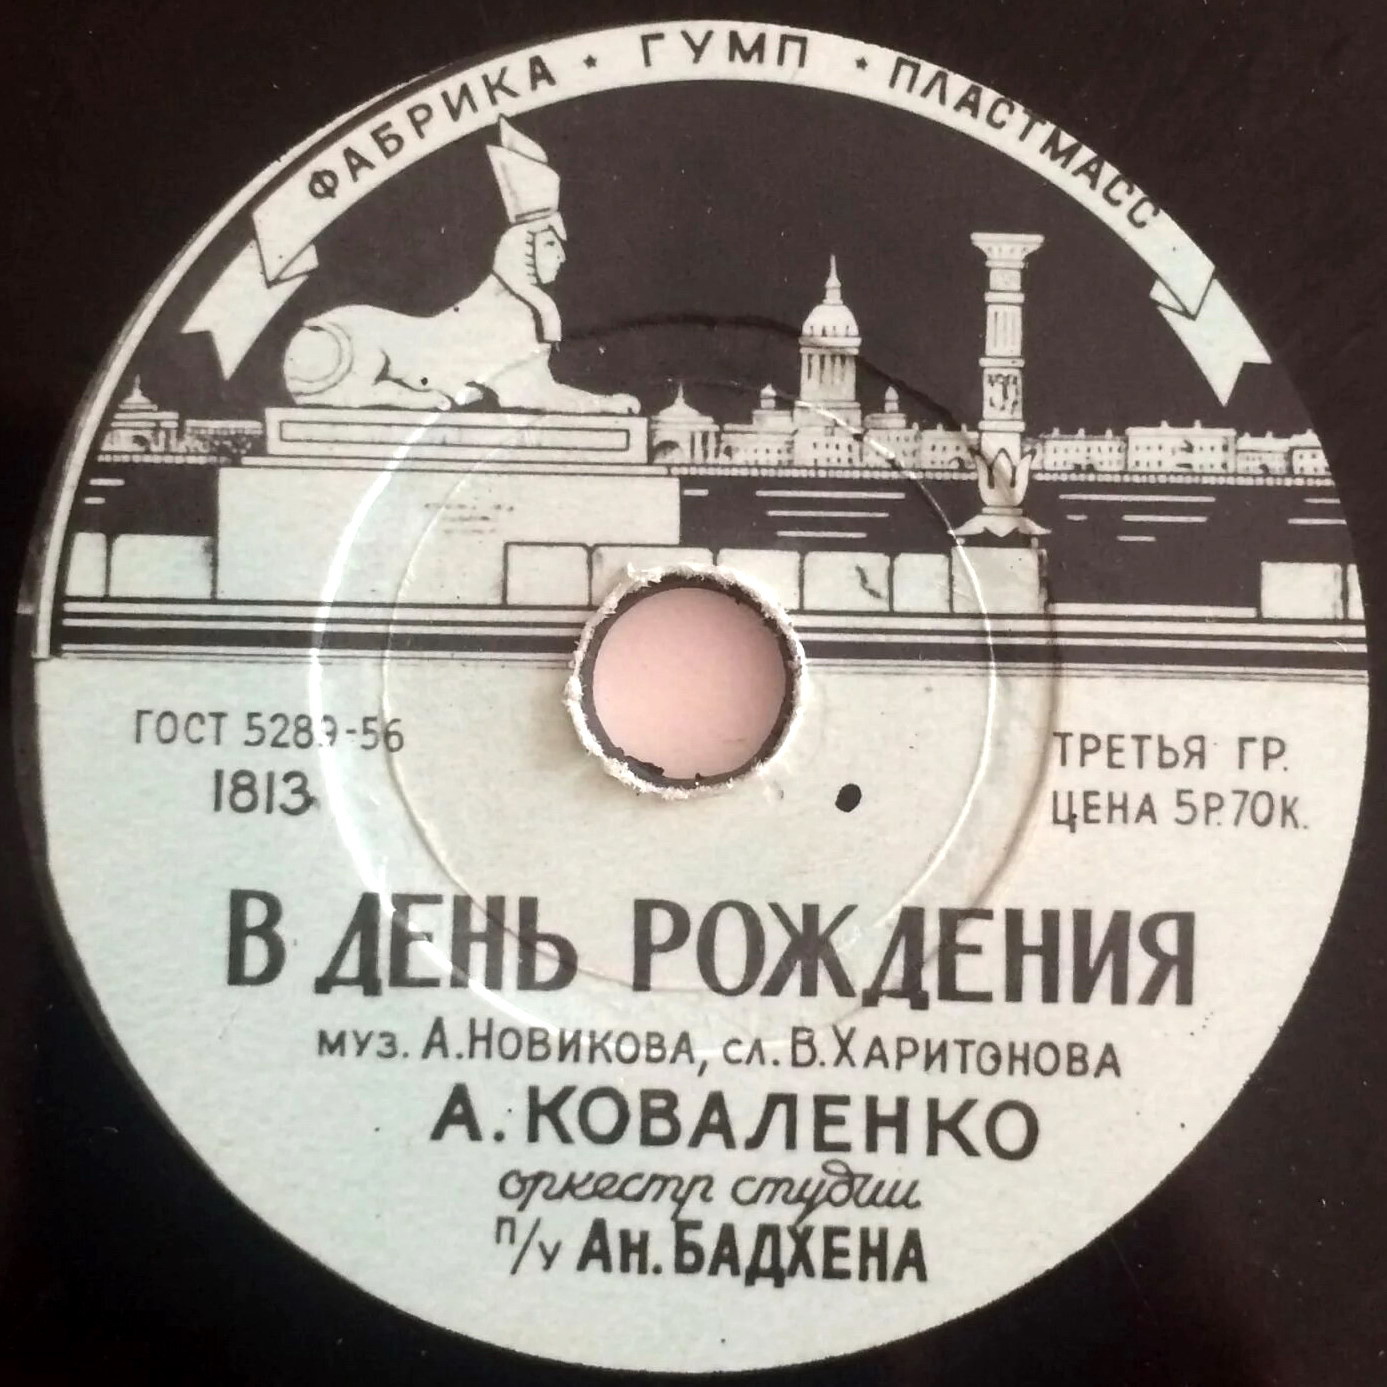 ФАБРИКА * ГУМП * ПЛАСТМАСС
ГОСТ 5289-56
1813
ТРЕТЬЯ ГР.
ЦЕНА 5Р.70К.
В ДЕНЬ РОЖДЕНИЯ
муз. А.НОВИКОВА, сл. В.ХАРИТОНОВА
А. КОВАЛЕНКО
оркестр студии
п/у Ан. БАДХЕНА